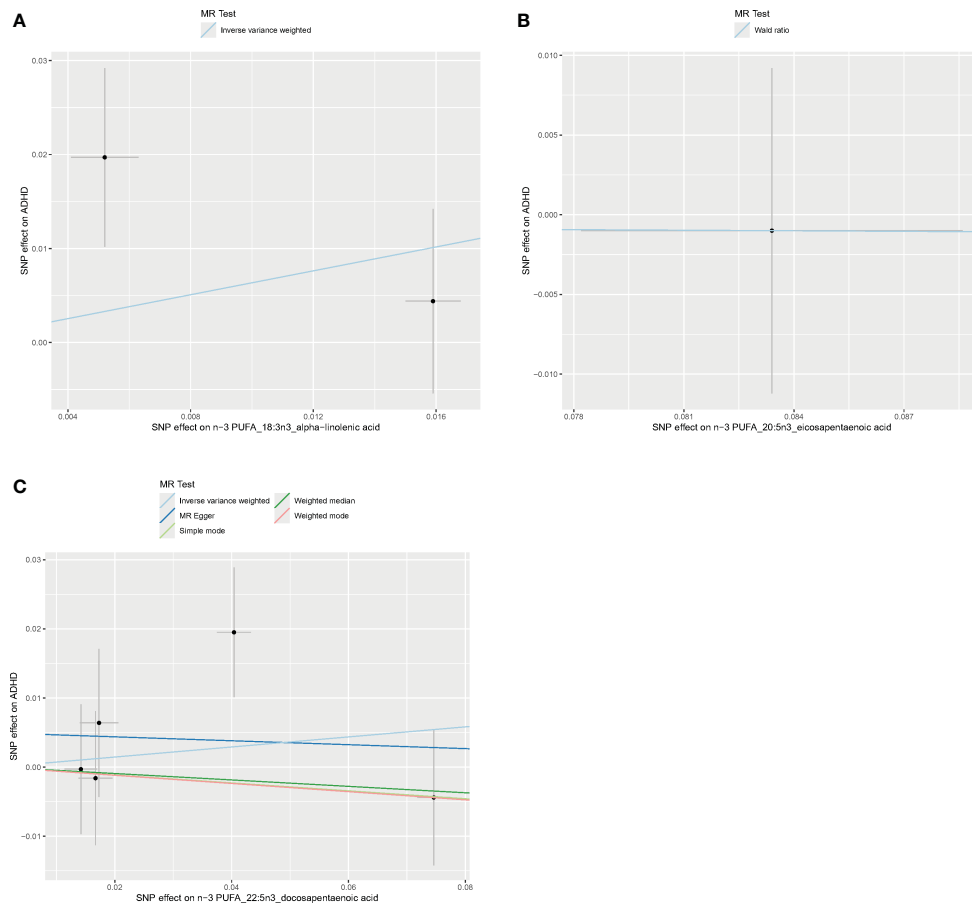 A
MR Test
Inverse variance weighted
0.03
0.02
0.01
0.00
SNP effect on ADHD
0.004
0.008
0.012
0.016
SNP effect on n−3 PUFA_18:3n3_alpha−linolenic acid
B
MR Test
Wald ratio
0.010
0.005
0.000
−0.005
−0.010
SNP effect on ADHD
0.078
0.081
0.084
0.087
SNP effect on n−3 PUFA_20:5n3_eicosapentaenoic acid
C
MR Test
Inverse variance weighted
Weighted median
MR Egger
Weighted mode
Simple mode
0.03
0.02
0.01
0.00
−0.01
SNP effect on ADHD
0.02
0.04
0.06
0.08
SNP effect on n−3 PUFA_22:5n3_docosapentaenoic acid